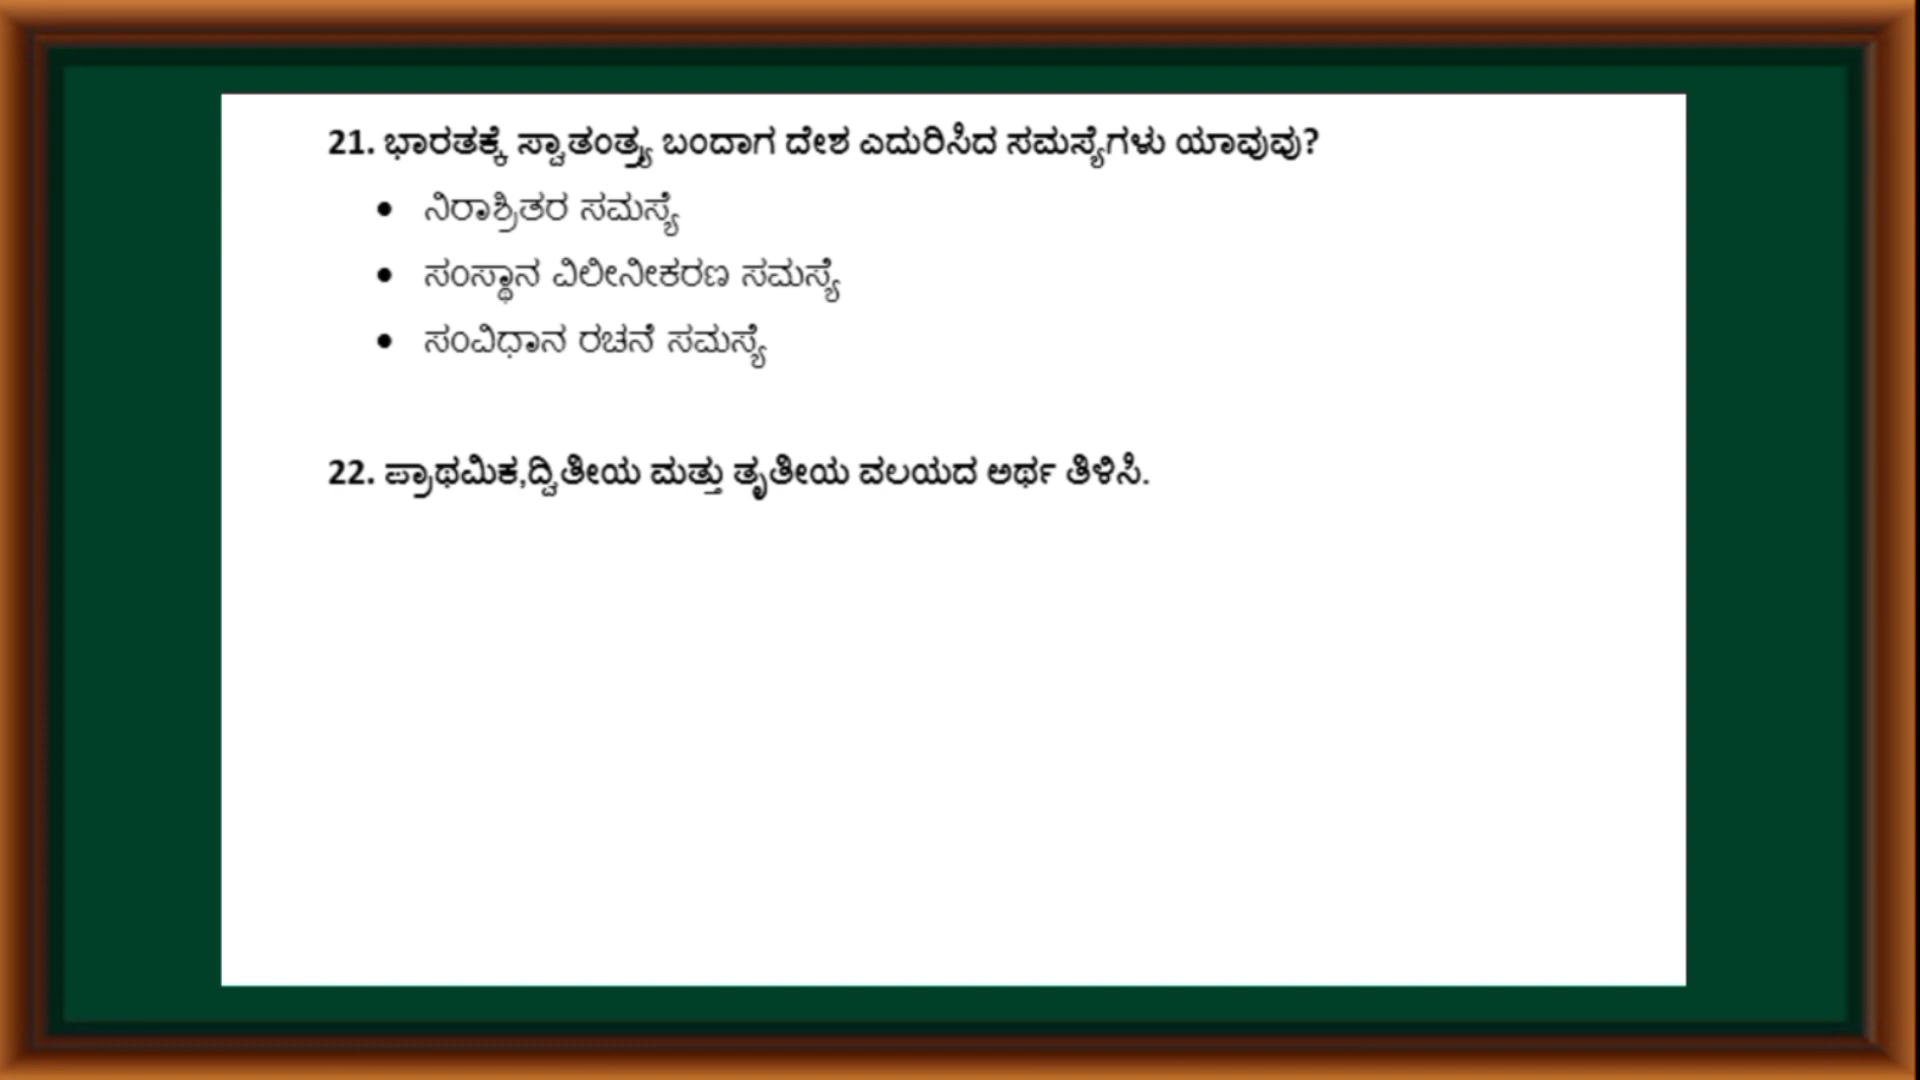 21. ಭಾರತಕ್ಕೆ ಸ್ವಾತಂತ್ರ್ಯ ಬಂದಾಗ ದೇಶ ಎದುರಿಸಿದ ಸಮಸ್ಯೆಗಳು ಯಾವುವು?
• ನಿರಾಶ್ರಿತರ ಸಮಸ್ಯೆ
• ಸಂಸ್ಥಾನ ವಿಲೀನೀಕರಣ ಸಮಸ್ಯೆ
• ಸಂವಿಧಾನ ರಚನೆ ಸಮಸ್ಯೆ
22. ಪ್ರಾಥಮಿಕ,ದ್ವಿತೀಯ ಮತ್ತು ತೃತೀಯ ವಲಯದ ಅರ್ಥ ತಿಳಿಸಿ.